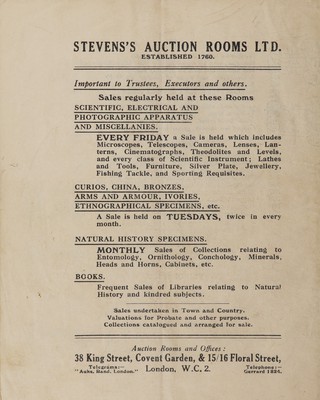 STEVENS'S AUCTION ROOMS LTD.
ESTABLISHED 1760.
Important to Trustees, Executors and others.
Sales regularly held at these Rooms
SCIENTIFIC, ELECTRICAL AND
PHOTOGRAPHIC APPARATUS
AND MISCELLANIES.
EVERY FRIDAY a Sale is held which includes
Microscopes, Telescopes, Cameras, Lenses, Lan-
terns, Cinematographs, Theodolites and Levels,
and every class of Scientific Instrument; Lathes
and Tools, Furniture, Silver Plate, Jewellery,
Fishing Tackle, and Sporting Requisites.
CURIOS, CHINA, BRONZES,
ARMS AND ARMOUR, IVORIES,
ETHNOGRAPHICAL SPECIMENS, etc.
A Sale is held on TUESDAYS, twice in every
month.
NATURAL HISTORY SPECIMENS.
MONTHLY Sales of Collections relating to
Entomology, Ornithology, Conchology, Minerals,
Heads and Horns, Cabinets, etc.
BOOKS.
Frequent Sales of Libraries relating to Natural
History and kindred subjects.
Sales undertaken in Town and Country.
Valuations for Probate and other purposes.
Collections catalogued and arranged for sale.
Auction Rooms and Offices:
38 King Street, Covent Garden, & 15/16 Floral Street,
Telegrams:— London, W.C. 2. Telephone:—
"Auks, Rand, London." Gerrard 1824.